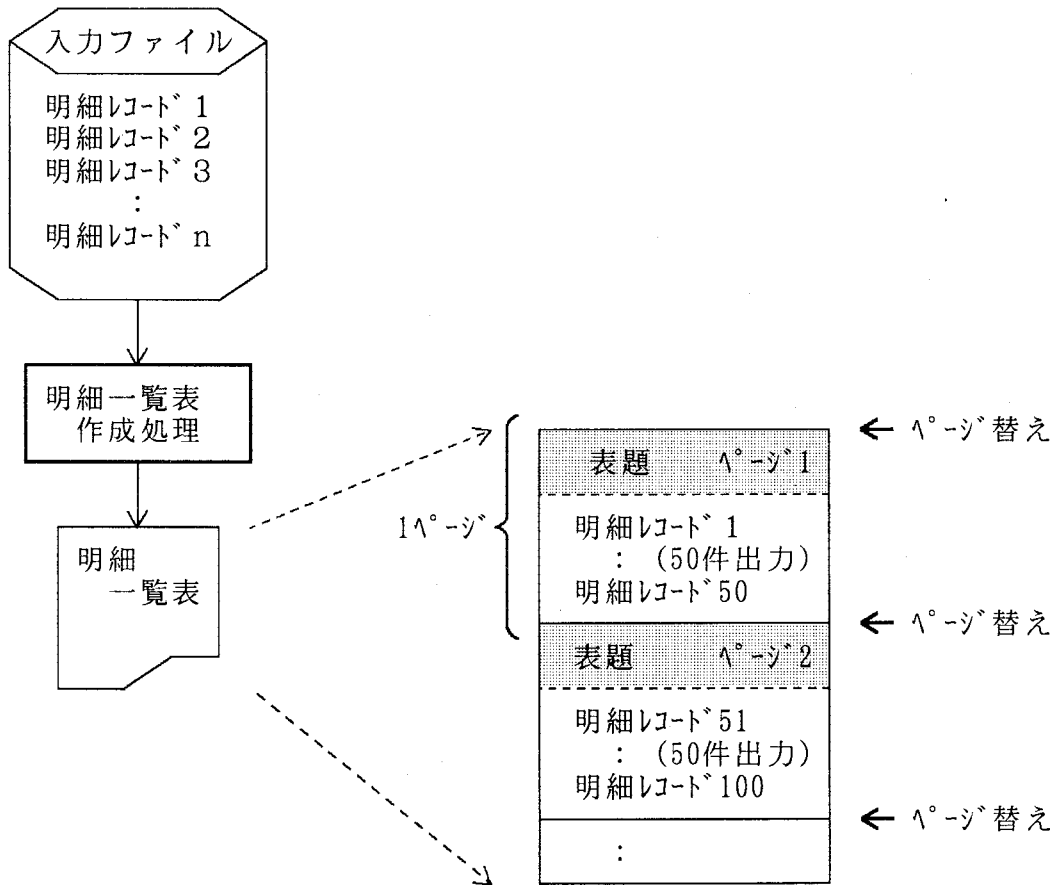 入力ファイル
明細ﾚｺｰﾄﾞ1
明細ﾚｺｰﾄﾞ2
明細ﾚｺｰﾄﾞ3
:
明細ﾚｺｰﾄﾞn
明細一覧表
作成処理
明細
一覧表
1ﾍﾟｰｼﾞ
表題 ﾍﾟｰｼﾞ1
明細ﾚｺｰﾄﾞ1
: (50件出力)
明細ﾚｺｰﾄﾞ50
表題 ﾍﾟｰｼﾞ2
明細ﾚｺｰﾄﾞ51
: (50件出力)
明細ﾚｺｰﾄﾞ100
:
← ﾍﾟｰｼﾞ替え
← ﾍﾟｰｼﾞ替え
← ﾍﾟｰｼﾞ替え